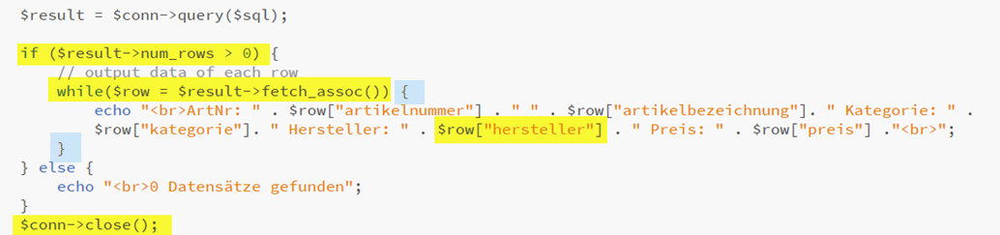 $result = $conn->query($sql);
if ($result->num_rows > 0) {
// output data of each row
while($row = $result->fetch_assoc()) {
echo "<br>ArtNr: " . $row["artikelnummer"] . " " . $row["artikelbezeichnung"]. " Kategorie: " .
$row["kategorie"]. " Hersteller: " . $row["hersteller"] . " Preis: " . $row["preis"] ."<br>";
}
} else {
echo "<br>0 Datensätze gefunden";
}
$conn->close();